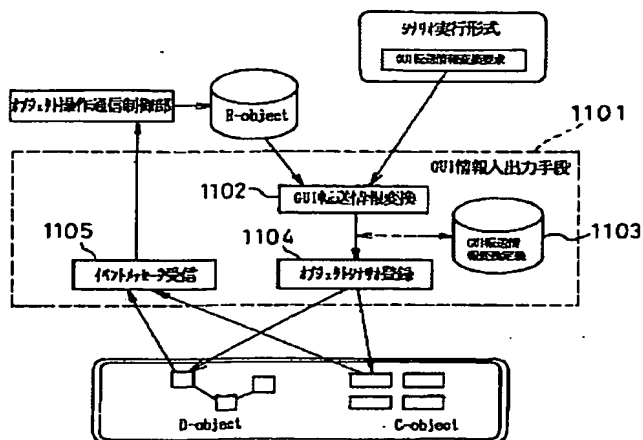 シナリオ実行形式
GUI転送情報変換要求
オブジェクト操作通信制御部
R-object
1101
GUI情報入出力手段
1102
GUI転送情報変換
1103
GUI転送情
報変換定義
1104
オブジェクトシナリオ登録
1105
イベントメッセージ受信
D-object
C-object